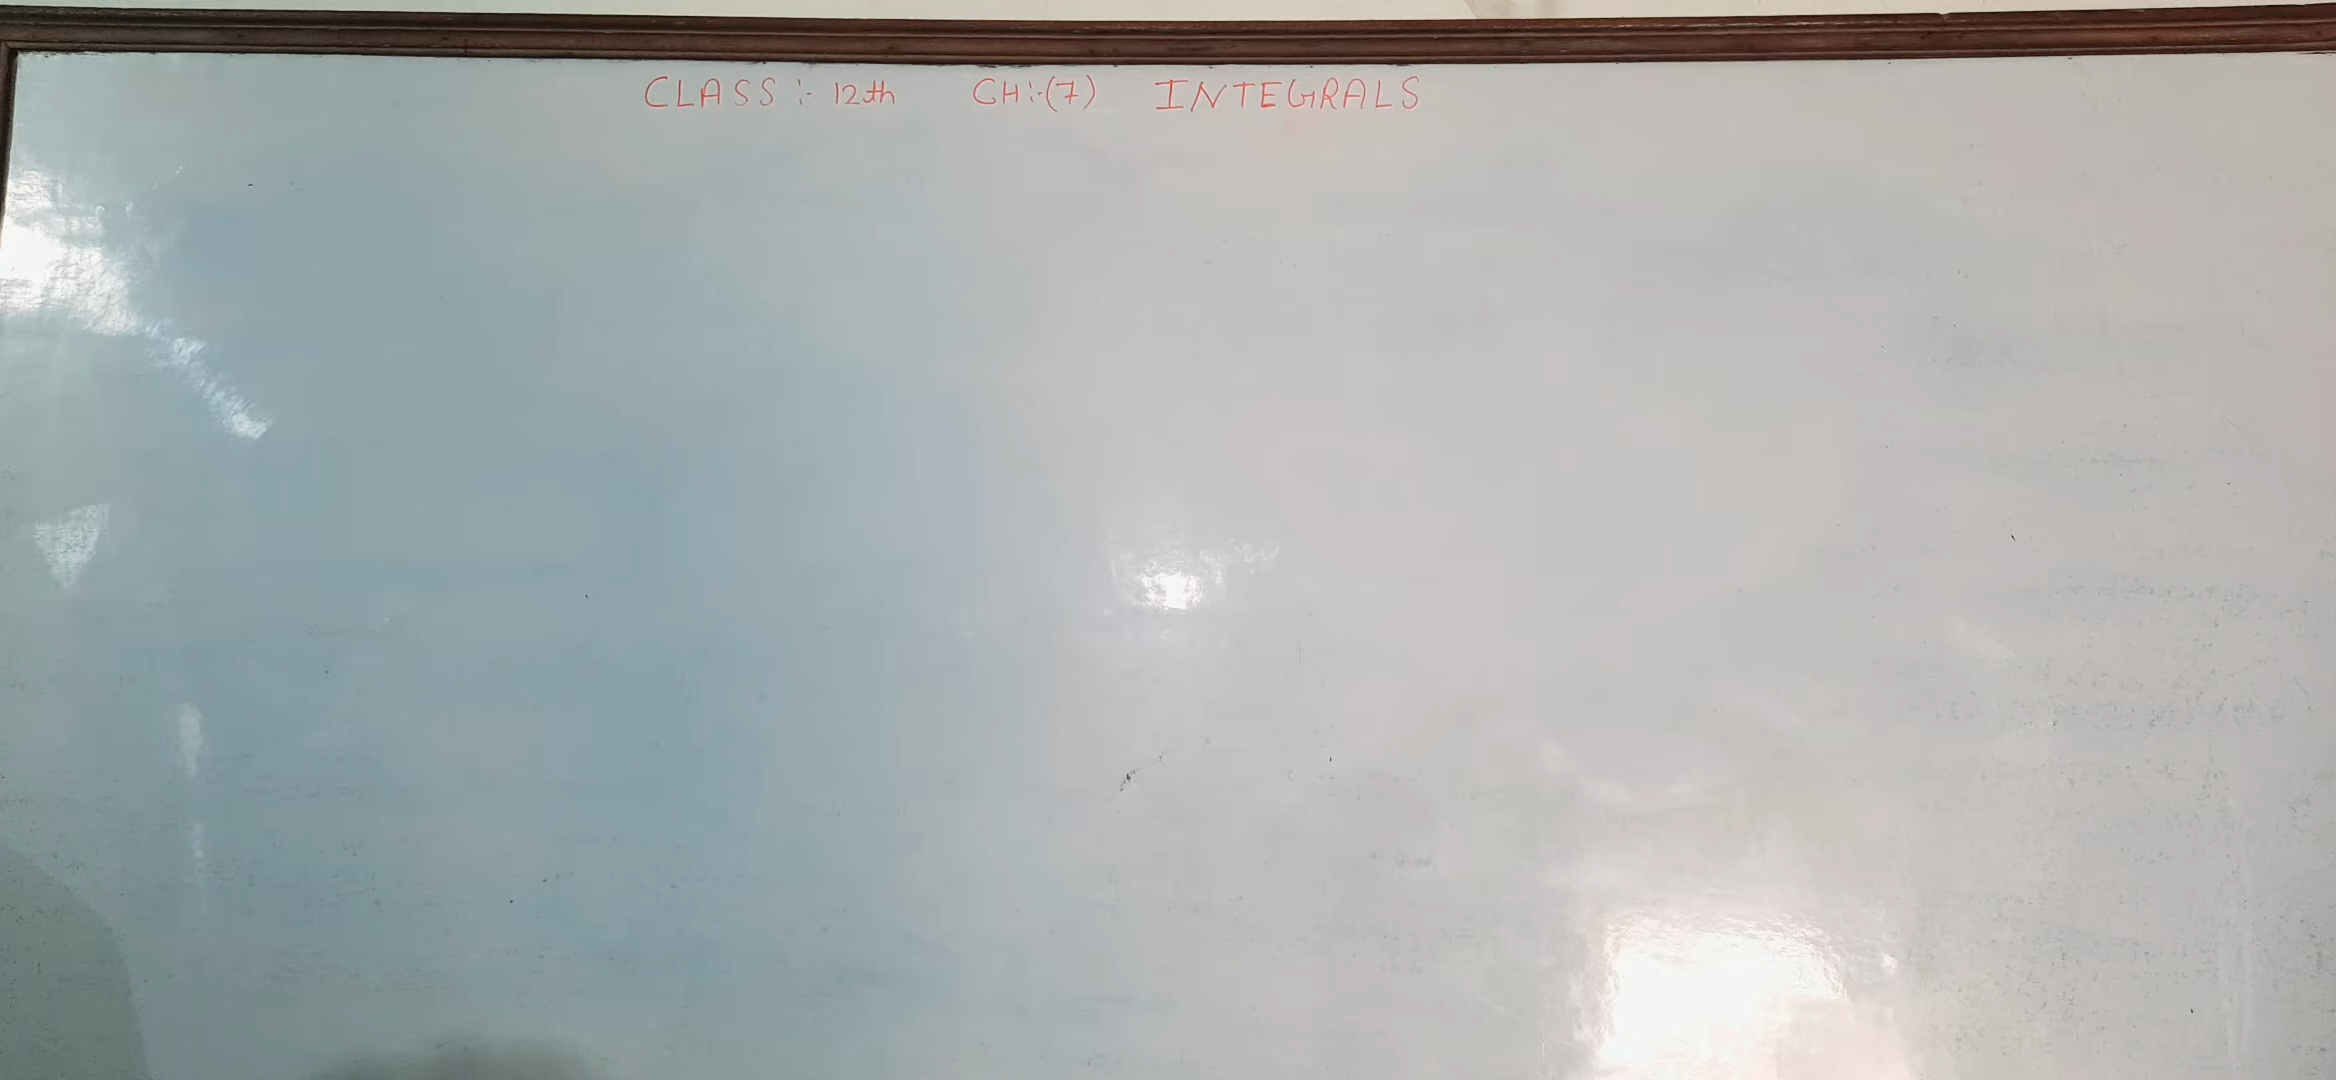 CLASS :- 12th CH:-(7) INTEGRALS